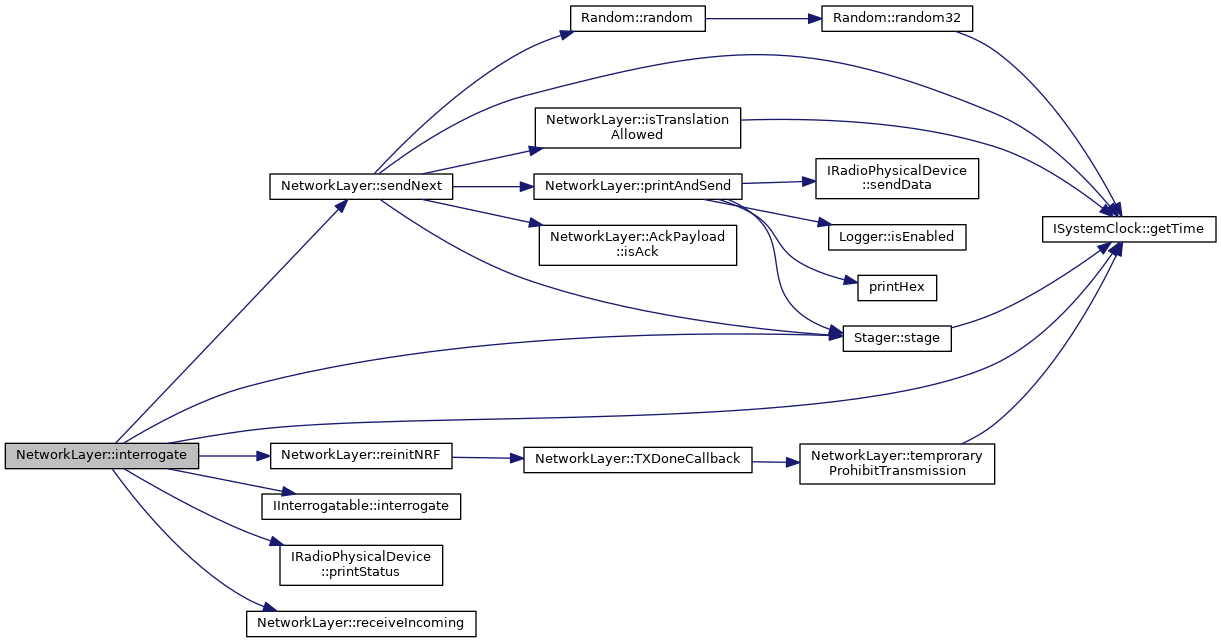 Random::random
Random::random32
NetworkLayer::isTranslation
Allowed
IRadioPhysicalDevice
::sendData
NetworkLayer::sendNext
NetworkLayer::printAndSend
ISystemClock::getTime
NetworkLayer::AckPayload
::isAck
Logger::isEnabled
printHex
Stager::stage
NetworkLayer::interrogate
NetworkLayer::reinitNRF
NetworkLayer::TXDoneCallback
NetworkLayer::temprorary
ProhibitTransmission
IInterrogatable::interrogate
IRadioPhysicalDevice
::printStatus
NetworkLayer::receiveIncoming